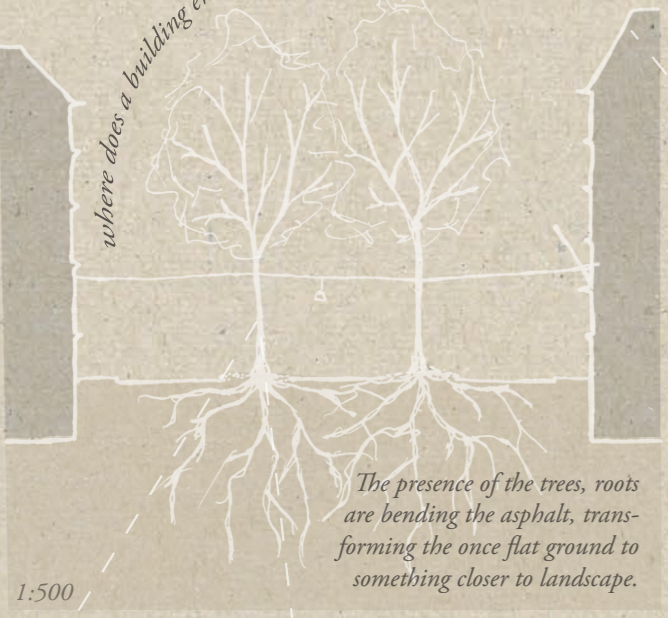 where does a building
The presence of the trees, roots
are bending the asphalt, trans-
forming the once flat ground to
something closer to landscape.
1:500